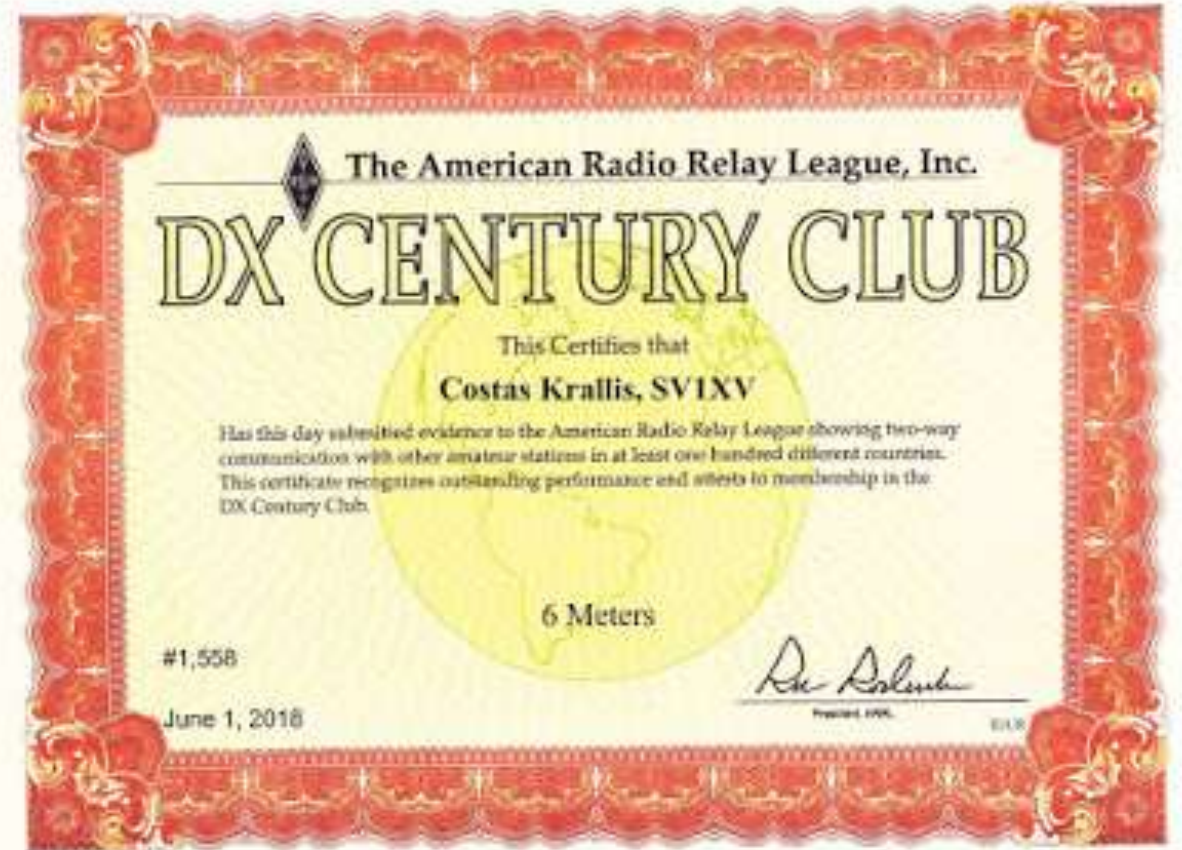 The American Radio Relay League, Inc.
DX CENTURY CLUB
This Certifies that
Costas Krallis, SV1XV
Has this day submitted evidence to the American Radio Relay League showing two-way
communication with other amateur stations in at least one hundred different countries.
This certificate recognizes outstanding performance and attests to membership in the
DX Century Club.
6 Meters
#1,558
June 1, 2018
President, ARRL